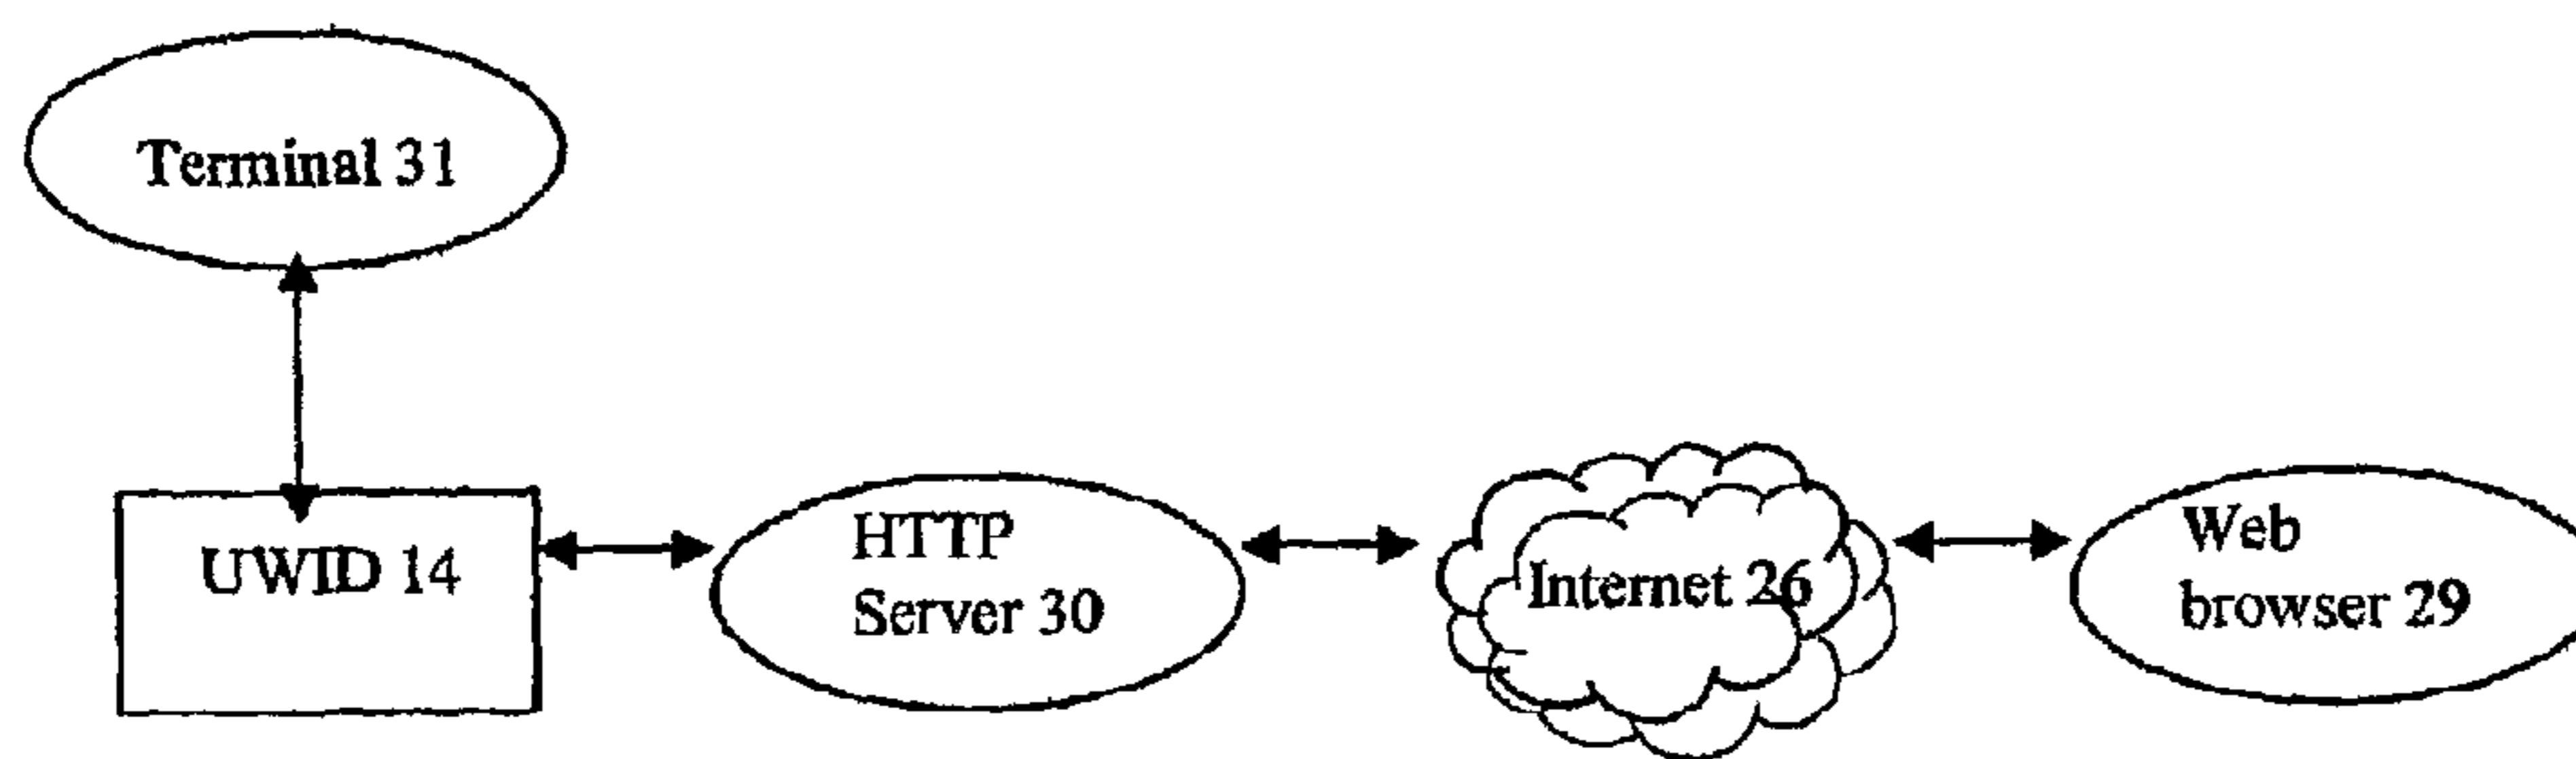 Terminal 31
UWID 14
HTTP
Server 30
Internet 26
Web
browser 29